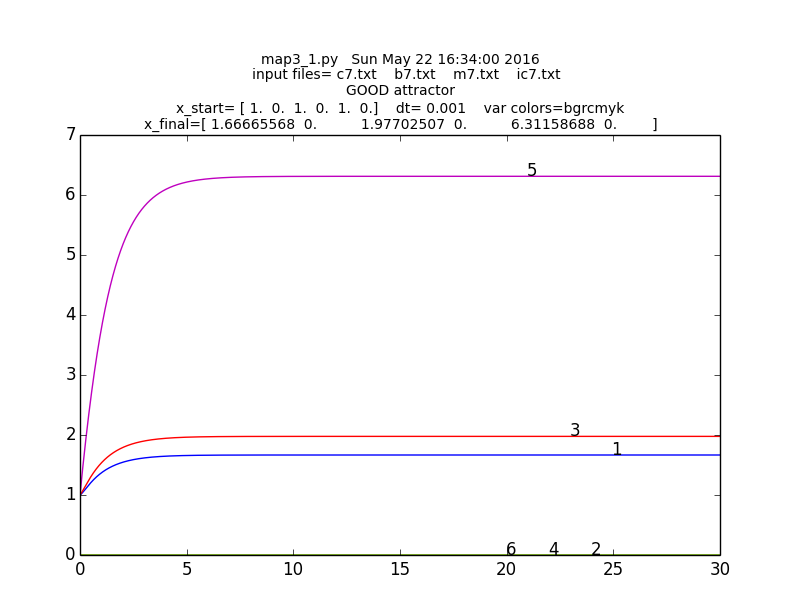 map3_1.py   Sun May 22 16:34:00 2016
input files= c7.txt    b7.txt    m7.txt    ic7.txt
GOOD attractor
x_start= [ 1.  0.  1.  0.  1.  0.]    dt= 0.001    var colors=bgrcmyk
x_final=[ 1.66665568  0.          1.97702507  0.          6.31158688  0.        ]
7
5
6
5
4
3
2
3
1
1
6 4 2
0
0 5 10 15 20 25 30